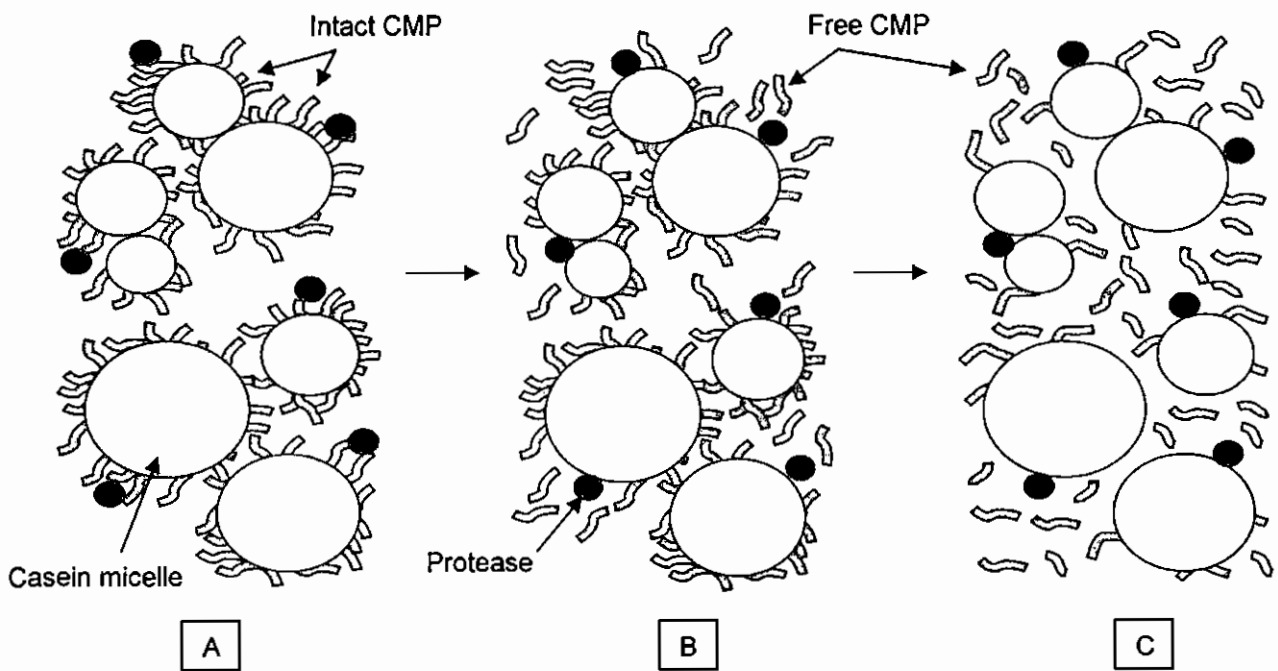 Intact CMP
Free CMP
Casein micelle
Protease
A
B
C